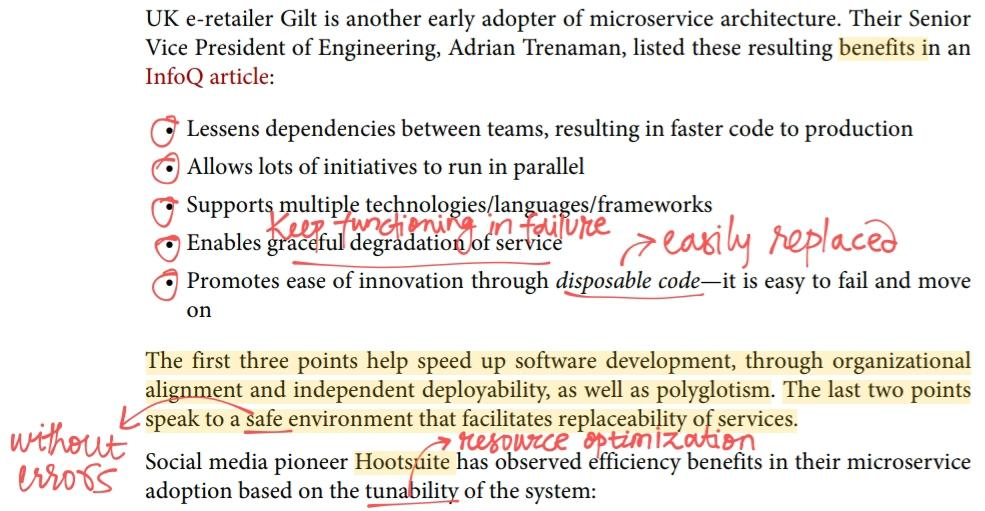 UK e-retailer Gilt is another early adopter of microservice architecture. Their Senior
Vice President of Engineering, Adrian Trenaman, listed these resulting benefits in an
InfoQ article:
• Lessens dependencies between teams, resulting in faster code to production
• Allows lots of initiatives to run in parallel
• Supports multiple technologies/languages/frameworks
Keep functioning in failure
• Enables graceful degradation of service
→ easily replaced
• Promotes ease of innovation through disposable code—it is easy to fail and move
on
The first three points help speed up software development, through organizational
alignment and independent deployability, as well as polyglotism. The last two points
speak to a safe environment that facilitates replaceability of services.
without
errors
→ resource optimization
Social media pioneer Hootsuite has observed efficiency benefits in their microservice
adoption based on the tunability of the system: